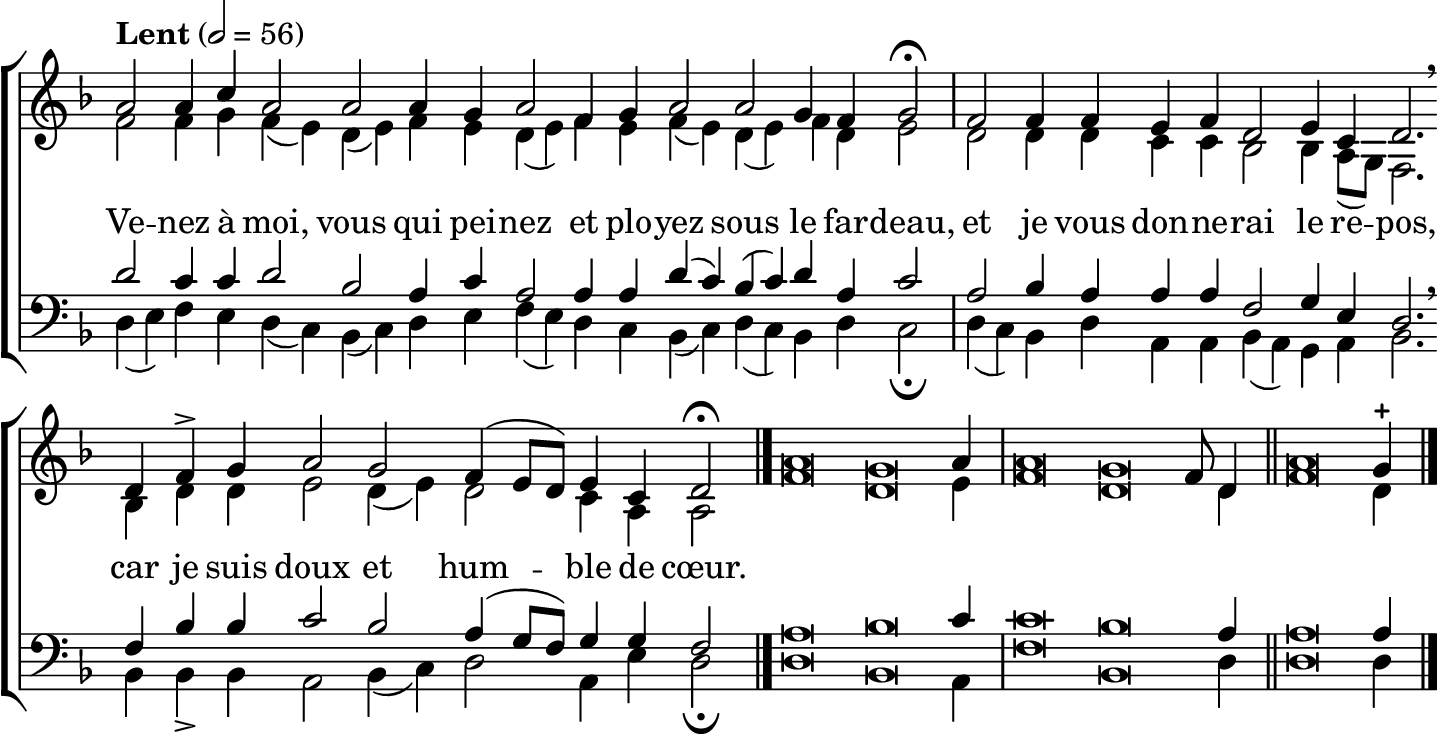 Lent (𝅗𝅥 = 56)
Ve -- nez à moi, vous qui peinez et ployez sous le fardeau, et je vous donnerai le re -- pos,
car je suis doux et hum -- ble de cœur.